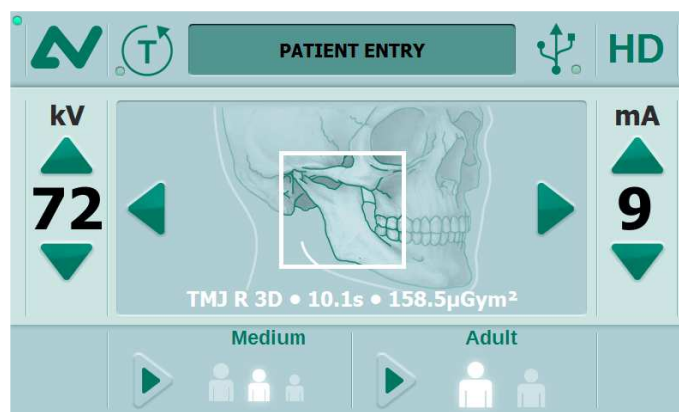 T
PATIENT ENTRY
HD
kV
72
mA
9
TMJ R 3D • 10.1s • 158.5µGym²
Medium
Adult